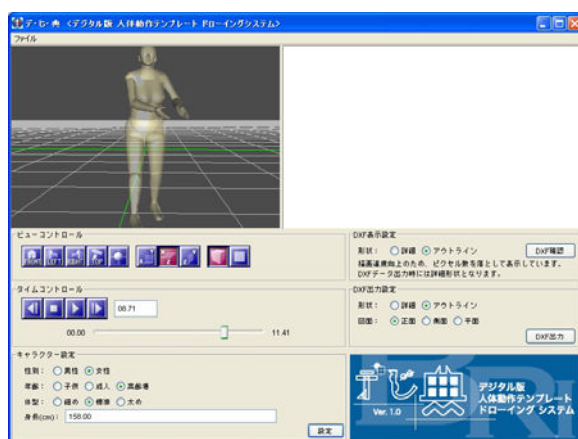 デ・じ・典 <デジタル版 人体動作テンプレート ドローイングシステム>
ファイル
ビューコントロール
FRONT LEFT RIGHT TOP
タイムコントロール
08.71
00.00 11.41
キャラクター設定
性別: 男性 女性
年齢: 子供 成人 高齢者
体型: 細め 標準 太め
身長(cm): 158.00
設定
DXF表示設定
形状: 詳細 アウトライン DXF確認
描画速度向上のため、ピクセル数を落として表示しています。
DXFデータ出力時には詳細形状となります。
DXF出力設定
形状: 詳細 アウトライン
図面: 正面 側面 平面
DXF出力
デジタル版
人体動作テンプレート
ドローイング システム
Ver. 1.0